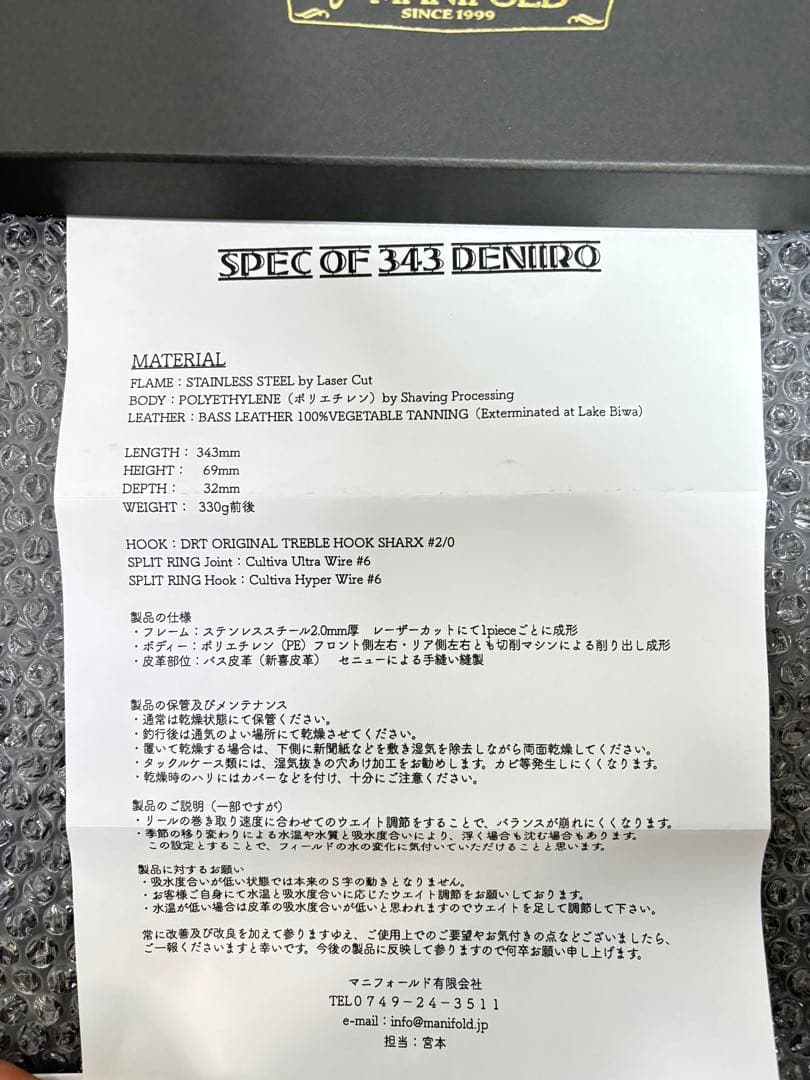 MANIFOLD
SINCE 1999
SPEC OF 343 DENIIRO
MATERIAL
FLAME：STAINLESS STEEL by Laser Cut
BODY：POLYETHYLENE（ポリエチレン）by Shaving Processing
LEATHER：BASS LEATHER 100%VEGETABLE TANNING（Exterminated at Lake Biwa）
LENGTH： 343mm
HEIGHT： 69mm
DEPTH： 32mm
WEIGHT： 330g前後
HOOK：DRT ORIGINAL TREBLE HOOK SHARX #2/0
SPLIT RING Joint：Cultiva Ultra Wire #6
SPLIT RING Hook：Cultiva Hyper Wire #6
製品の仕様
・フレーム：ステンレススチール2.0mm厚　レーザーカットにて1pieceごとに成形
・ボディー：ポリエチレン（PE）フロント側左右・リア側左右とも切削マシンによる削り出し成形
・皮革部位：バス皮革（新喜皮革）　セニューによる手縫い縫製
製品の保管及びメンテナンス
・通常は乾燥状態にて保管ください。
・釣行後は通気のよい場所にて乾燥させてください。
・置いて乾燥する場合は、下側に新聞紙などを敷き湿気を除去しながら両面乾燥してください。
・タックルケース類には、湿気抜きの穴あけ加工をお勧めします。カビ等発生しにくくなります。
・乾燥時のハリにはカバーなどを付け、十分にご注意ください。
製品のご説明（一部ですが）
・リールの巻き取り速度に合わせてのウエイト調節をすることで、バランスが崩れにくくなります。
・季節の移り変わりによる水温や水質と吸水度合いにより、浮く場合も沈む場合もあります。
この設定とすることで、フィールドの水の変化に気付いていただけることと思います。
製品に対するお願い
・吸水度合いが低い状態では本来のS字の動きとなりません。
・お客様ご自身にて水温と吸水度合いに応じたウエイト調節をお願いしております。
・水温が低い場合は皮革の吸水度合いが低いと思われますのでウエイトを足して調節して下さい。
常に改善及び改良を加えて参りますゆえ、ご使用上でのご要望やお気付きの点などございましたら、
ご一報くださいますと幸いです。今後の製品に反映して参りますので何卒お願い申し上げます。
マニフォールド有限会社
TEL０７４９－２４－３５１１
e-mail：info@manifold.jp
担当：宮本